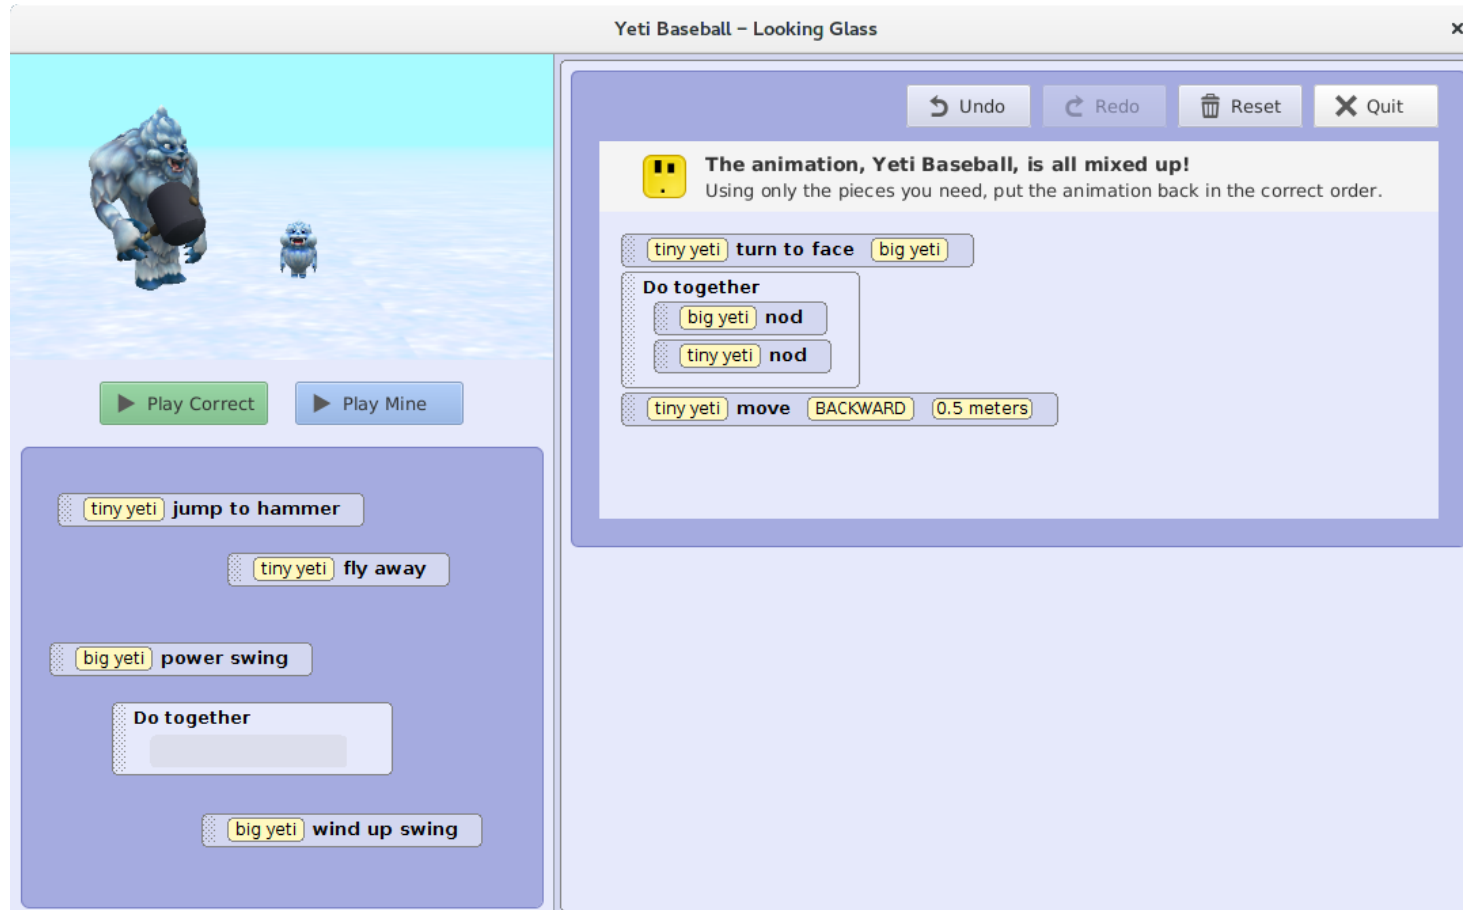 Yeti Baseball – Looking Glass ×
Undo Redo Reset Quit
The animation, Yeti Baseball, is all mixed up!
Using only the pieces you need, put the animation back in the correct order.
tiny yeti turn to face big yeti
Do together
big yeti nod
tiny yeti nod
tiny yeti move BACKWARD 0.5 meters
Play Correct Play Mine
tiny yeti jump to hammer
tiny yeti fly away
big yeti power swing
Do together
big yeti wind up swing